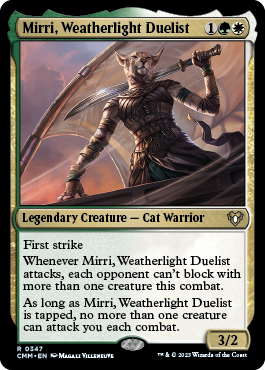 Mirri, Weatherlight Duelist 1
Legendary Creature — Cat Warrior
First strike
Whenever Mirri, Weatherlight Duelist
attacks, each opponent can't block with
more than one creature this combat.
As long as Mirri, Weatherlight Duelist
is tapped, no more than one creature
can attack you each combat.
3/2
R 0347
CMM • EN MAGALI VILLENEUVE
™ & © 2023 Wizards of the Coast